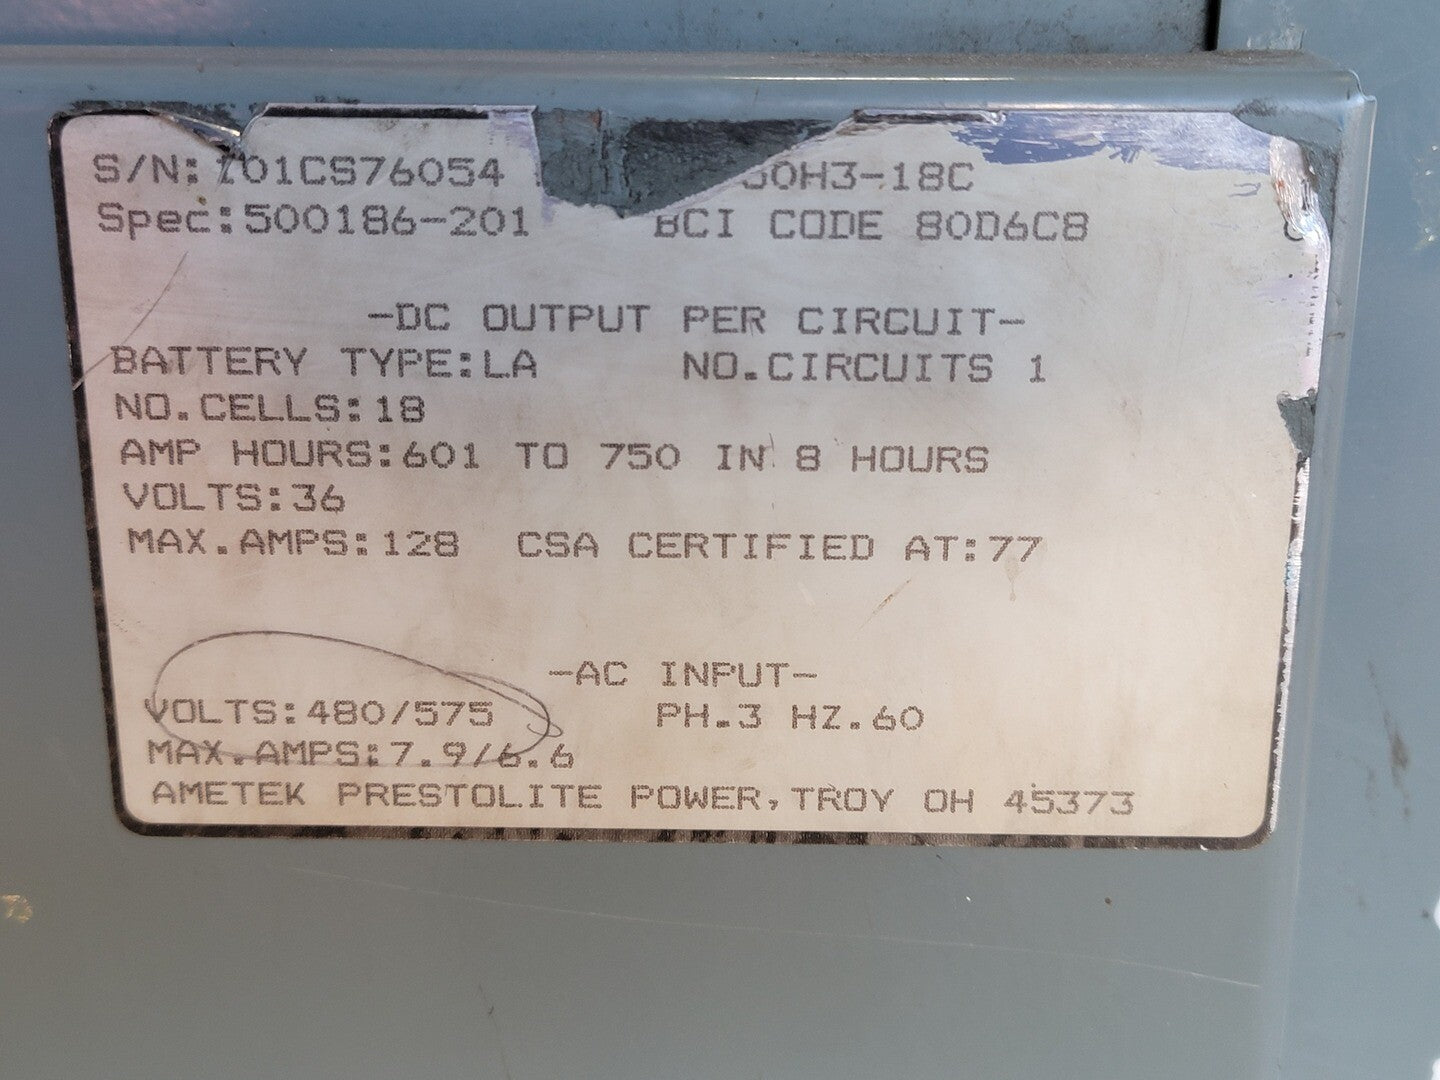 S/N:101CS76054 50H3-18C
Spec:500186-201 BCI CODE 80D6C8
-DC OUTPUT PER CIRCUIT-
BATTERY TYPE:LA NO.CIRCUITS 1
NO.CELLS:18
AMP HOURS:601 TO 750 IN 8 HOURS
VOLTS:36
MAX.AMPS:128 CSA CERTIFIED AT:77
-AC INPUT-
VOLTS:480/575 PH.3 HZ.60
MAX.AMPS:7.9/6.6
AMETEK PRESTOLITE POWER,TROY OH 45373